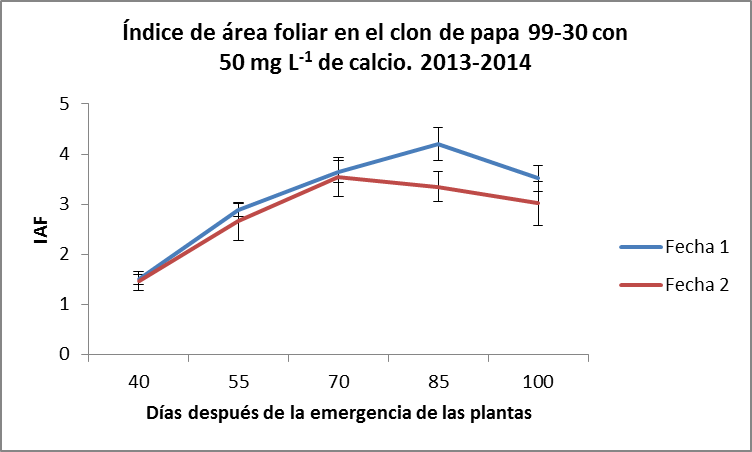 Índice de área foliar en el clon de papa 99-30 con
50 mg L-1 de calcio. 2013-2014
5
4
3
2
1
0
IAF
40 55 70 85 100
Días después de la emergencia de las plantas
Fecha 1
Fecha 2